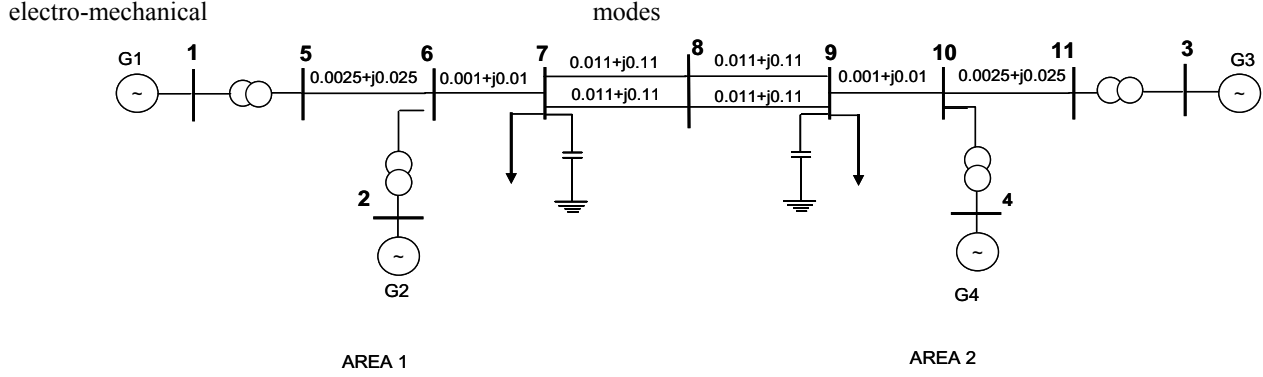 electro-mechanical modes
G1 1 5 6 7 8 9 10 11 3 G3
0.0025+j0.025 0.001+j0.01 0.011+j0.11 0.011+j0.11 0.001+j0.01 0.0025+j0.025
0.011+j0.11 0.011+j0.11
~ ~
2 4
~ ~
G2 G4
AREA 1 AREA 2